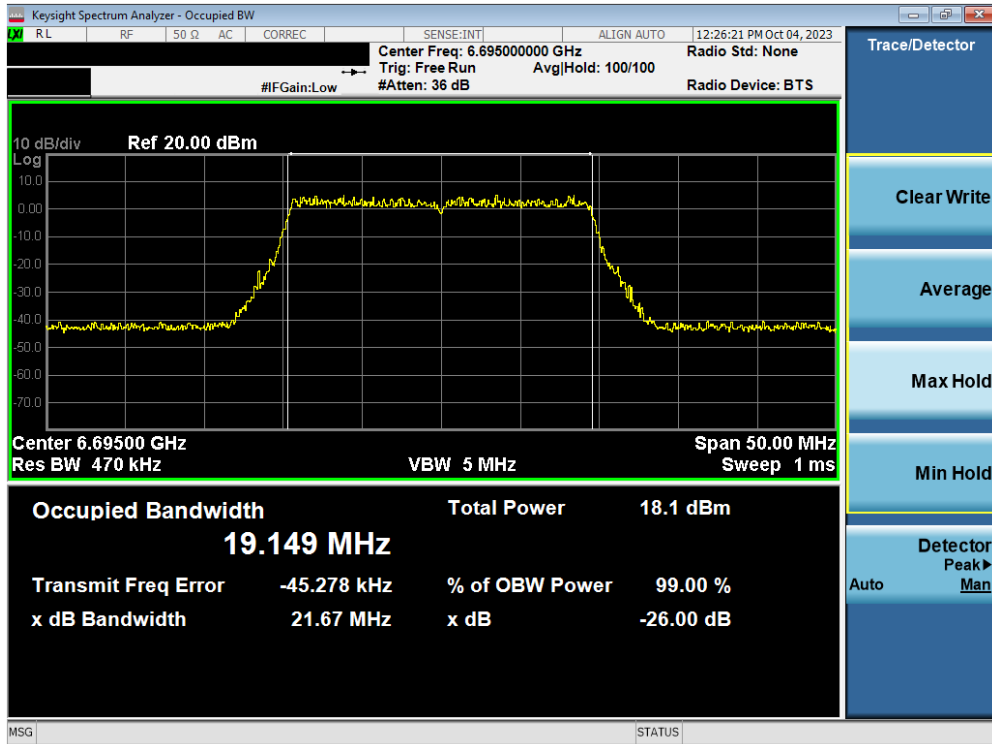 Keysight Spectrum Analyzer - Occupied BW
LXI RL RF 50 Ω AC CORREC SENSE:INT ALIGN AUTO 12:26:21 PM Oct 04, 2023
Center Freq: 6.695000000 GHz Radio Std: None
Trig: Free Run Avg|Hold: 100/100
#IFGain:Low #Atten: 36 dB Radio Device: BTS
10 dB/div Ref 20.00 dBm
Log
10.0
0.00
-10.0
-20.0
-30.0
-40.0
-50.0
-60.0
-70.0
Center 6.69500 GHz Span 50.00 MHz
Res BW 470 kHz VBW 5 MHz Sweep 1 ms
Occupied Bandwidth Total Power 18.1 dBm
19.149 MHz
Transmit Freq Error -45.278 kHz % of OBW Power 99.00 %
x dB Bandwidth 21.67 MHz x dB -26.00 dB
MSG STATUS
Trace/Detector
Clear Write
Average
Max Hold
Min Hold
Detector
Peak▶
Auto Man